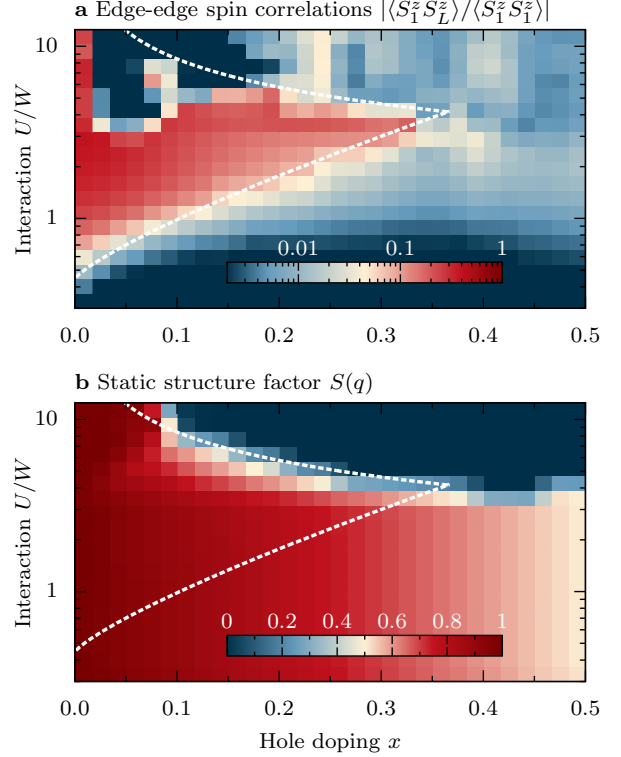 a Edge-edge spin correlations |⟨S₁ᶻS_Lᶻ⟩/⟨S₁ᶻS₁ᶻ⟩|
10
1
Interaction U/W
0.01 0.1 1
0.0 0.1 0.2 0.3 0.4 0.5
b Static structure factor S(q)
10
1
Interaction U/W
0 0.2 0.4 0.6 0.8 1
0.0 0.1 0.2 0.3 0.4 0.5
Hole doping x